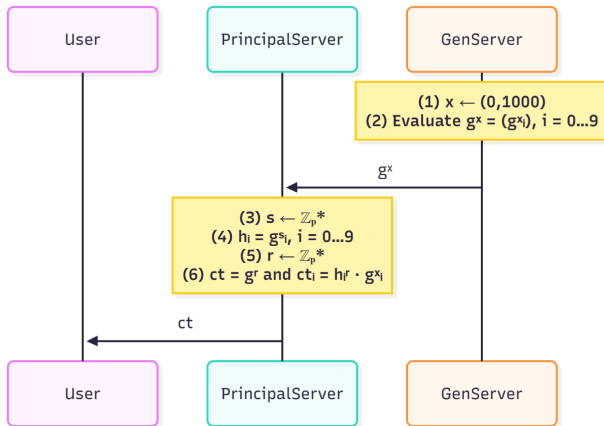 User
PrincipalServer
GenServer
(1) x ← (0,1000)
(2) Evaluate gˣ = (gˣᵢ), i = 0...9
gˣ
(3) s ← ℤₚ*
(4) hᵢ = gˢᵢ, i = 0...9
(5) r ← ℤₚ*
(6) ct = gʳ and ctᵢ = hᵢʳ · gˣᵢ
ct
User
PrincipalServer
GenServer